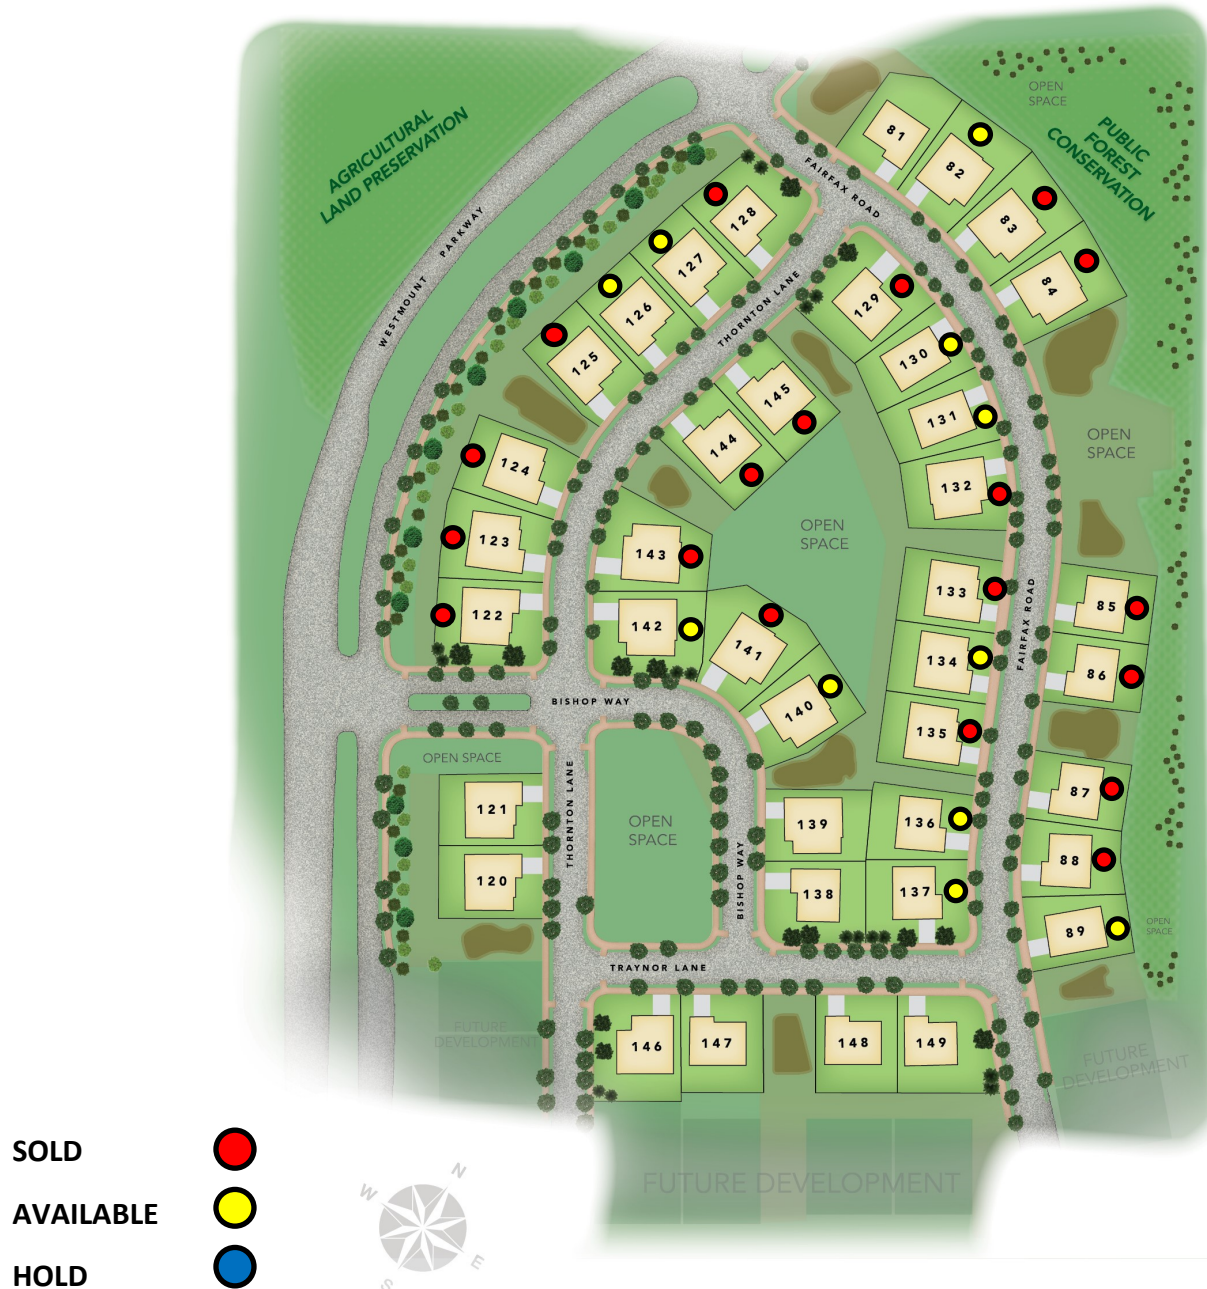 AGRICULTURAL
LAND PRESERVATION
OPEN
SPACE
PUBLIC
FOREST
CONSERVATION
WESTMOUNT PARKWAY
FAIRFAX ROAD
THORNTON LANE
81
82
83
84
128
127
126
125
129
130
131
132
145
144
124
123
122
143
142
141
140
OPEN
SPACE
OPEN
SPACE
133
134
135
FAIRFAX ROAD
85
86
87
88
89
OPEN
SPACE
BISHOP WAY
OPEN SPACE
121
120
THORNTON LANE
OPEN
SPACE
BISHOP WAY
139
138
136
137
TRAYNOR LANE
146
147
148
149
FUTURE
DEVELOPMENT
FUTURE
DEVELOPMENT
FUTURE DEVELOPMENT
SOLD
AVAILABLE
HOLD
N
W
E
S